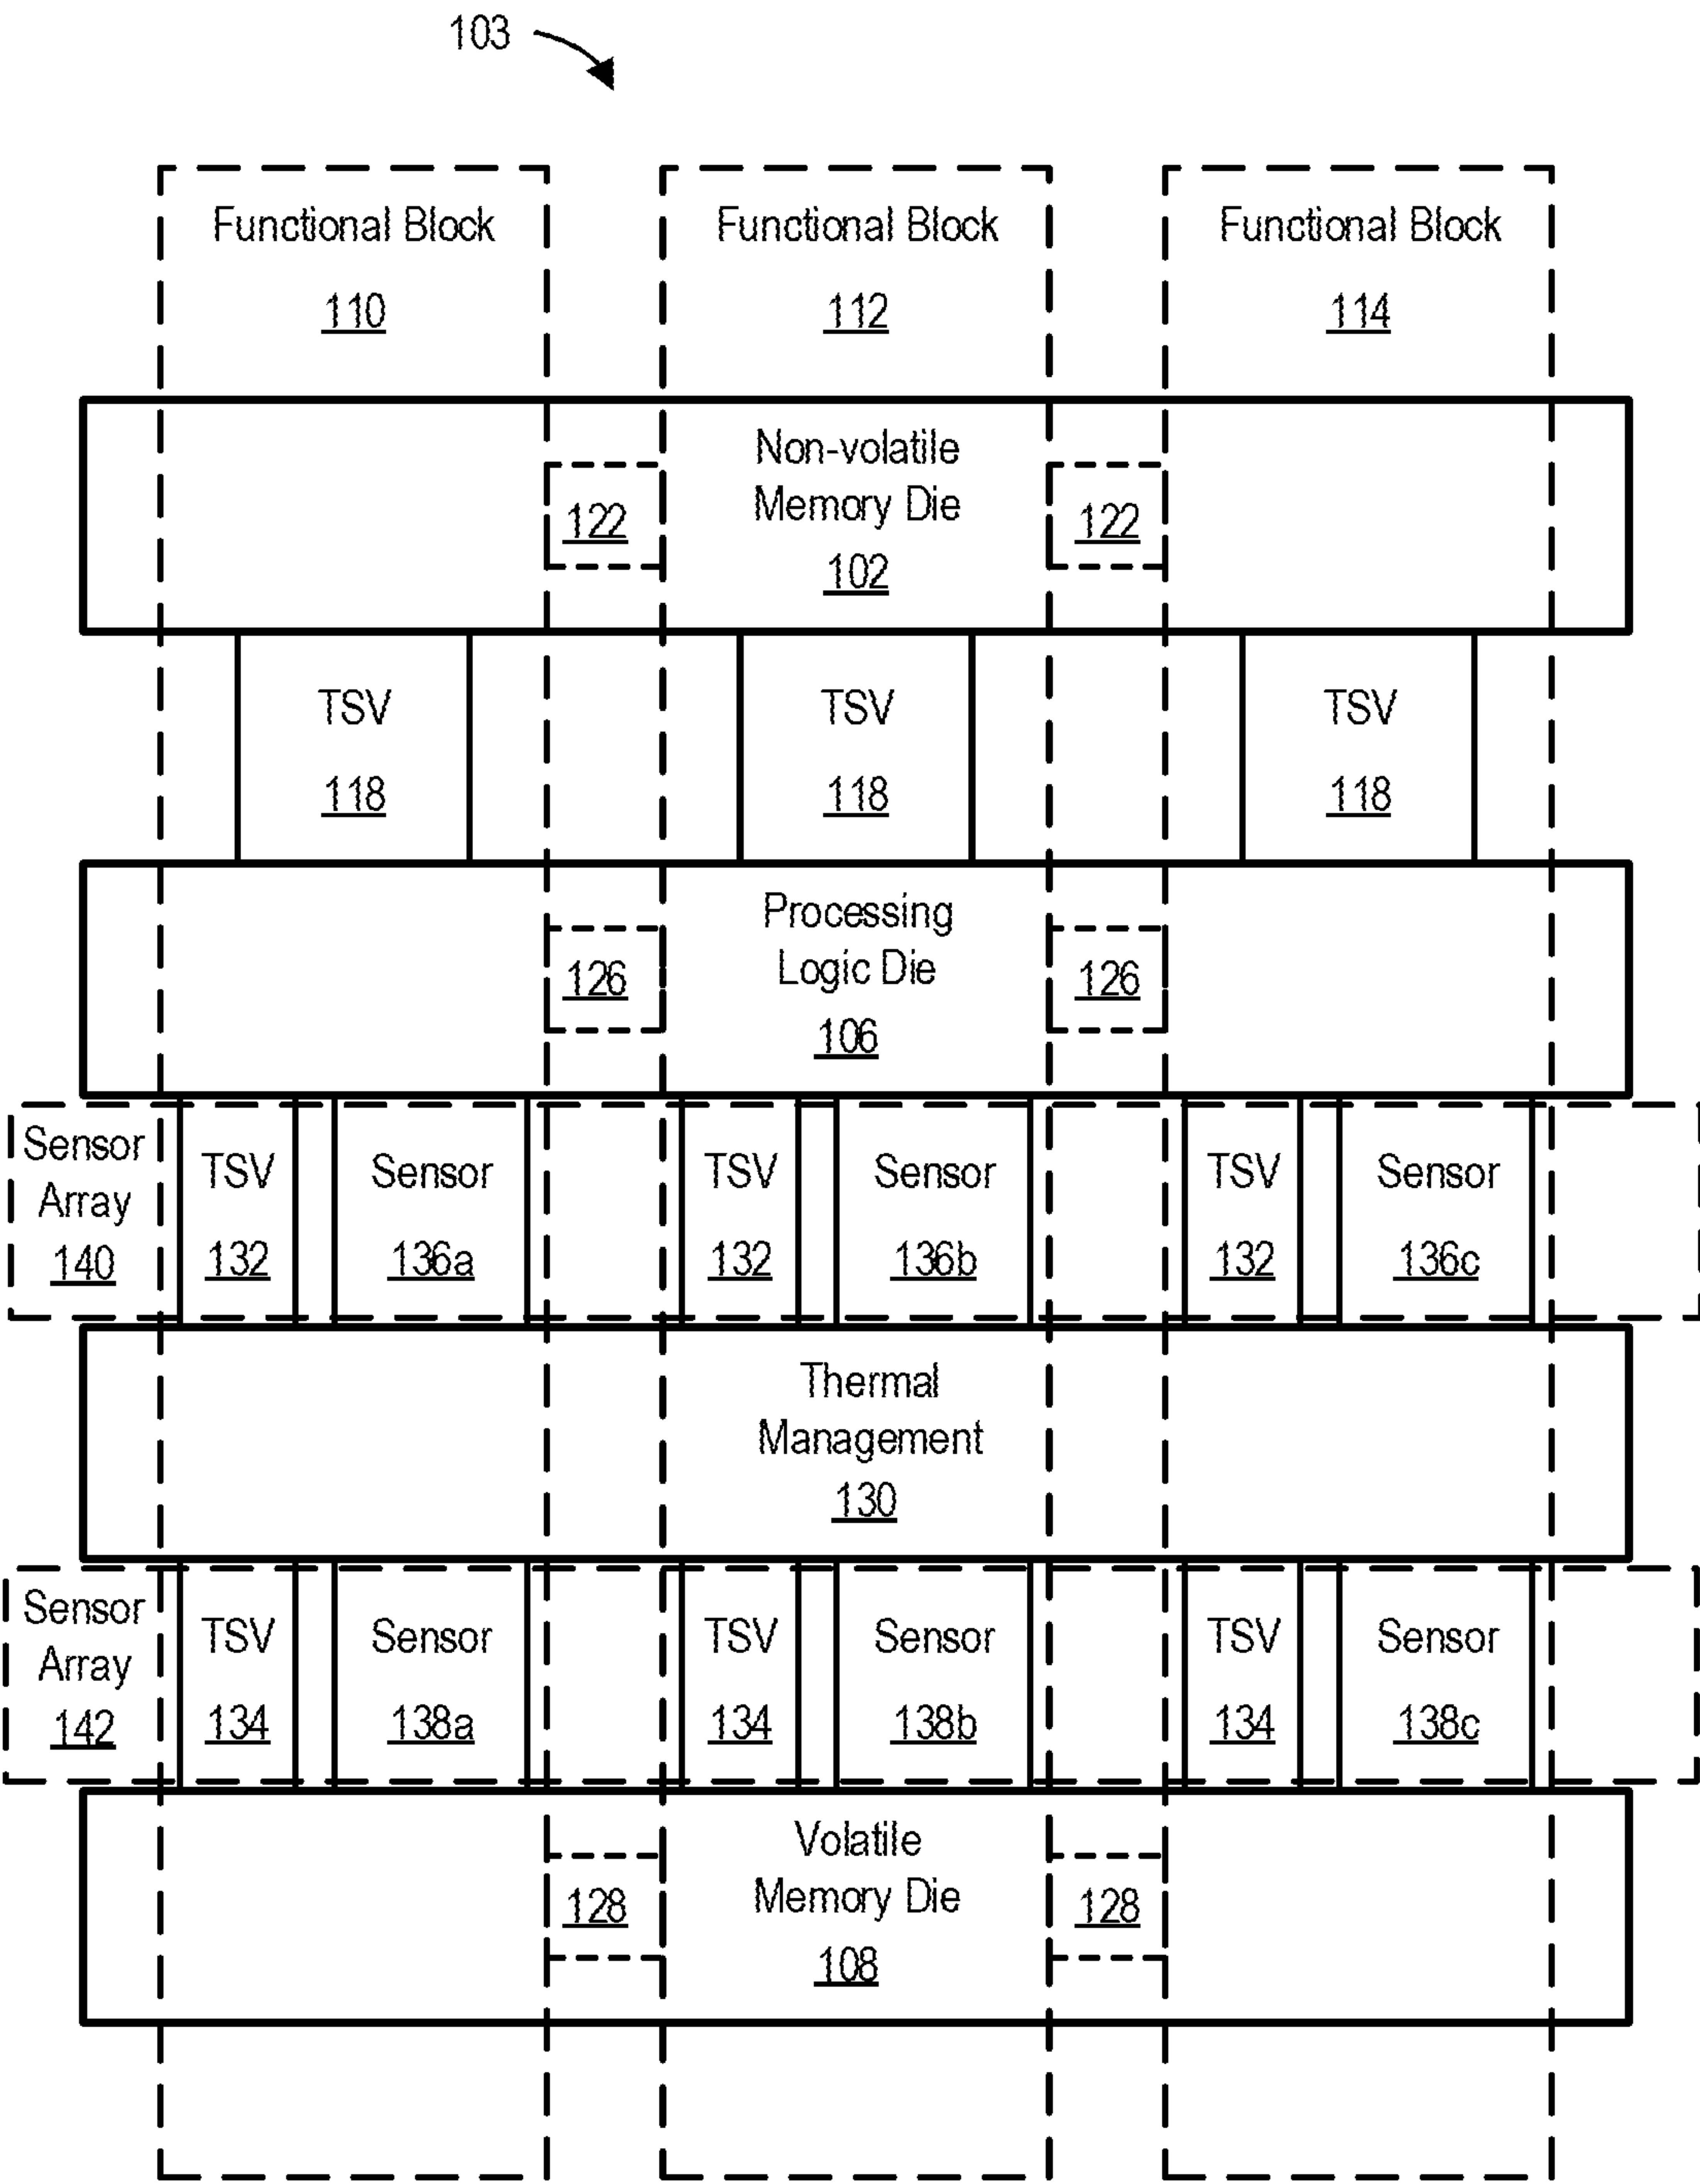 103
Functional Block
110
Functional Block
112
Functional Block
114
Non-volatile
Memory Die
102
122
122
TSV
118
TSV
118
TSV
118
Processing
Logic Die
106
126
126
Sensor
Array
140
TSV
132
Sensor
136a
TSV
132
Sensor
136b
TSV
132
Sensor
136c
Thermal
Management
130
Sensor
Array
142
TSV
134
Sensor
138a
TSV
134
Sensor
138b
TSV
134
Sensor
138c
Volatile
Memory Die
108
128
128